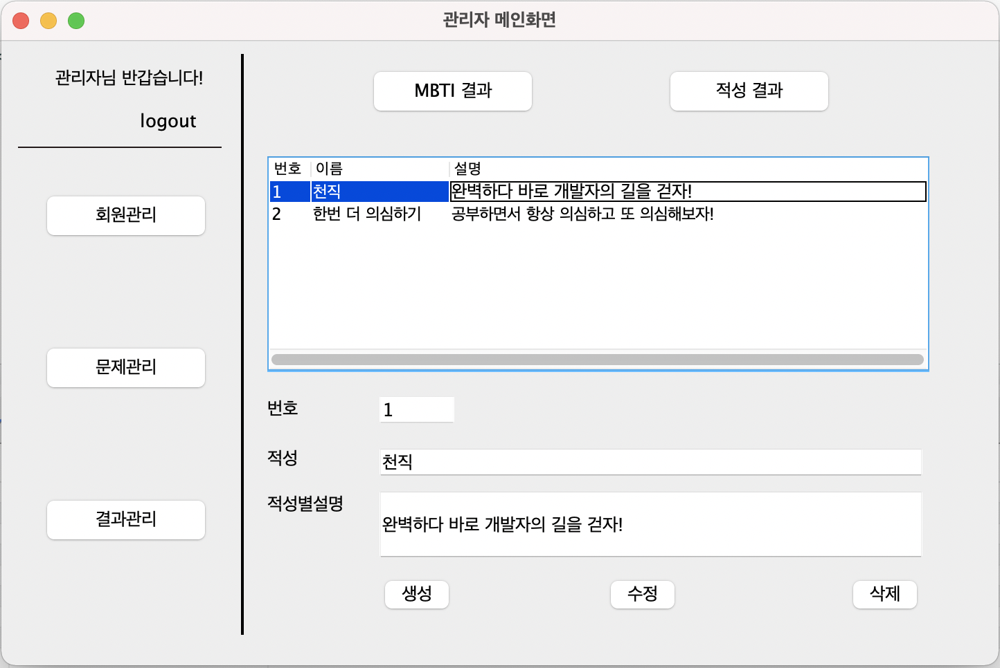 관리자 메인화면
관리자님 반갑습니다!
logout
회원관리
문제관리
결과관리
MBTI 결과
적성 결과
번호 이름 설명
1 천직 완벽하다 바로 개발자의 길을 걷자!
2 한번 더 의심하기 공부하면서 항상 의심하고 또 의심해보자!
번호 1
적성 천직
적성별설명 완벽하다 바로 개발자의 길을 걷자!
생성 수정 삭제